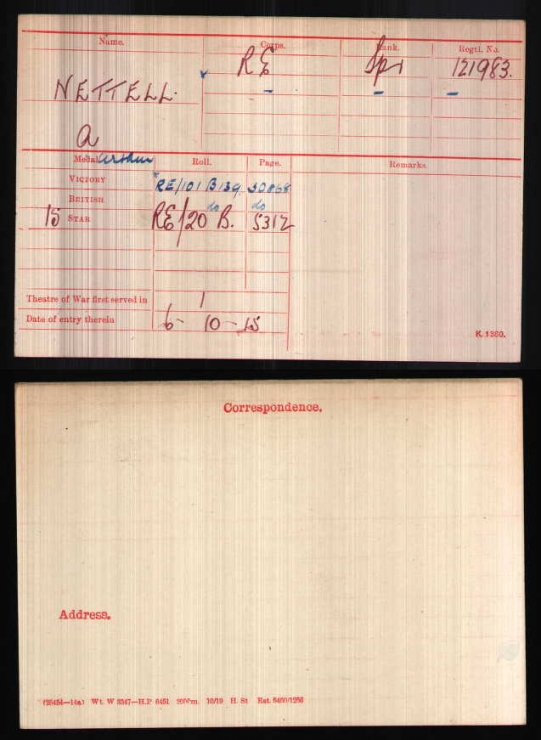 Name. Corps. Rank. Regtl. No.
NETTELL. RE Spr 121983.
A
Medal. Arthur Roll. Page. Remarks.
VICTORY RE/101 B139 20868
BRITISH do do
15 STAR RE/20 B. 5312
Theatre of War first served in 1
Date of entry therein 6-10-15
K. 1380.
Correspondence.
Address.